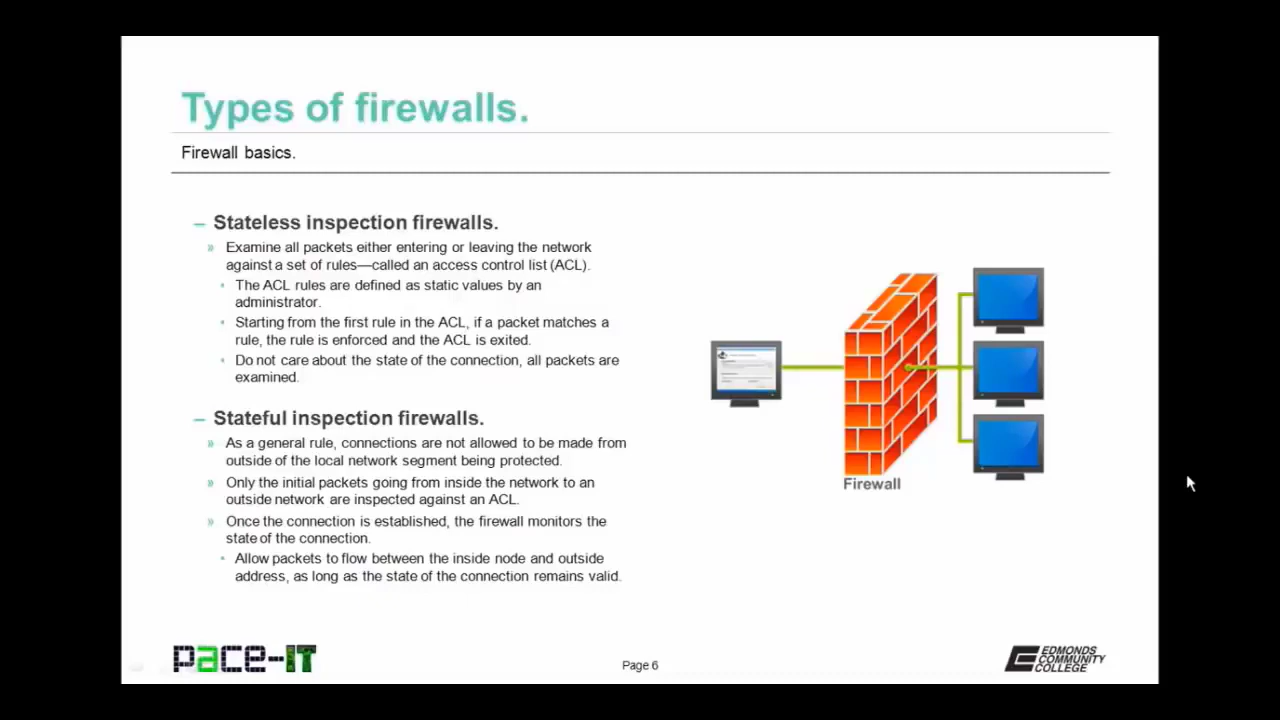 Types of firewalls.
Firewall basics.
– Stateless inspection firewalls.
» Examine all packets either entering or leaving the network
against a set of rules—called an access control list (ACL).
• The ACL rules are defined as static values by an
administrator.
• Starting from the first rule in the ACL, if a packet matches a
rule, the rule is enforced and the ACL is exited.
• Do not care about the state of the connection, all packets are
examined.
– Stateful inspection firewalls.
» As a general rule, connections are not allowed to be made from
outside of the local network segment being protected.
» Only the initial packets going from inside the network to an
outside network are inspected against an ACL.
» Once the connection is established, the firewall monitors the
state of the connection.
• Allow packets to flow between the inside node and outside
address, as long as the state of the connection remains valid.
Firewall
pace-IT
Page 6
EDMONDS
COMMUNITY
COLLEGE